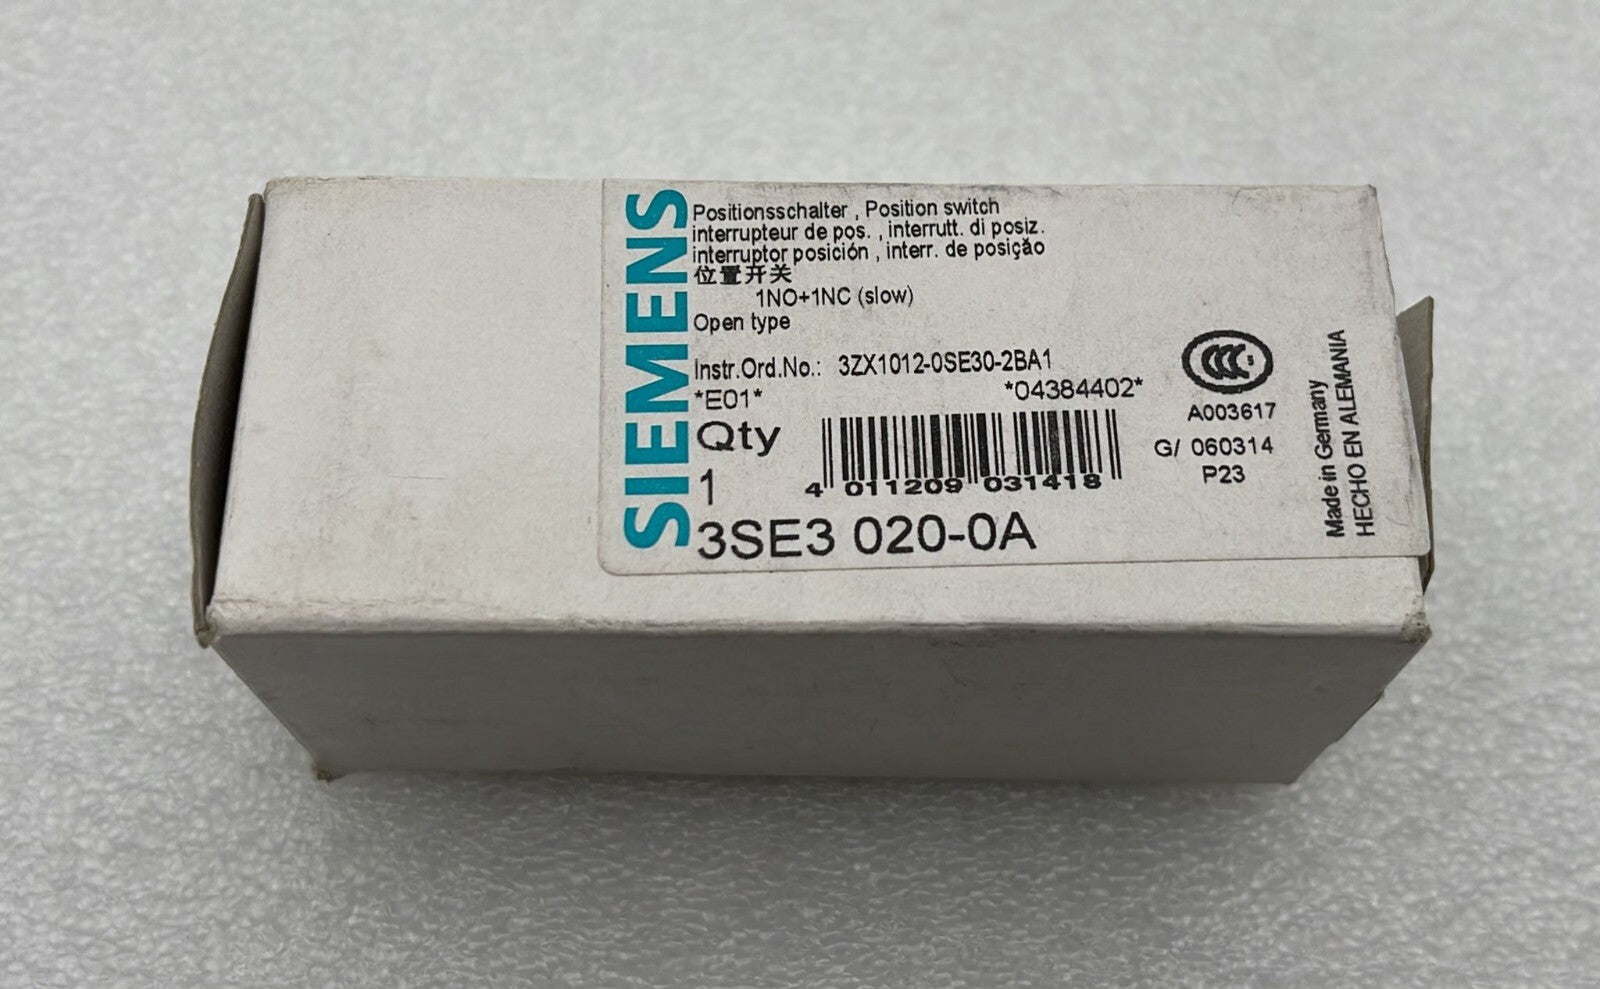 SIEMENS
Positionsschalter , Position switch
interrupteur de pos. , interrutt. di posiz.
interruptor posición , interr. de posição
位置开关
1NO+1NC (slow)
Open type
Instr.Ord.No.: 3ZX1012-0SE30-2BA1
*E01* *04384402*
Qty
1
4 011209 031418
3SE3 020-0A
CCC
A003617
G/ 060314
P23
Made in Germany
HECHO EN ALEMANIA